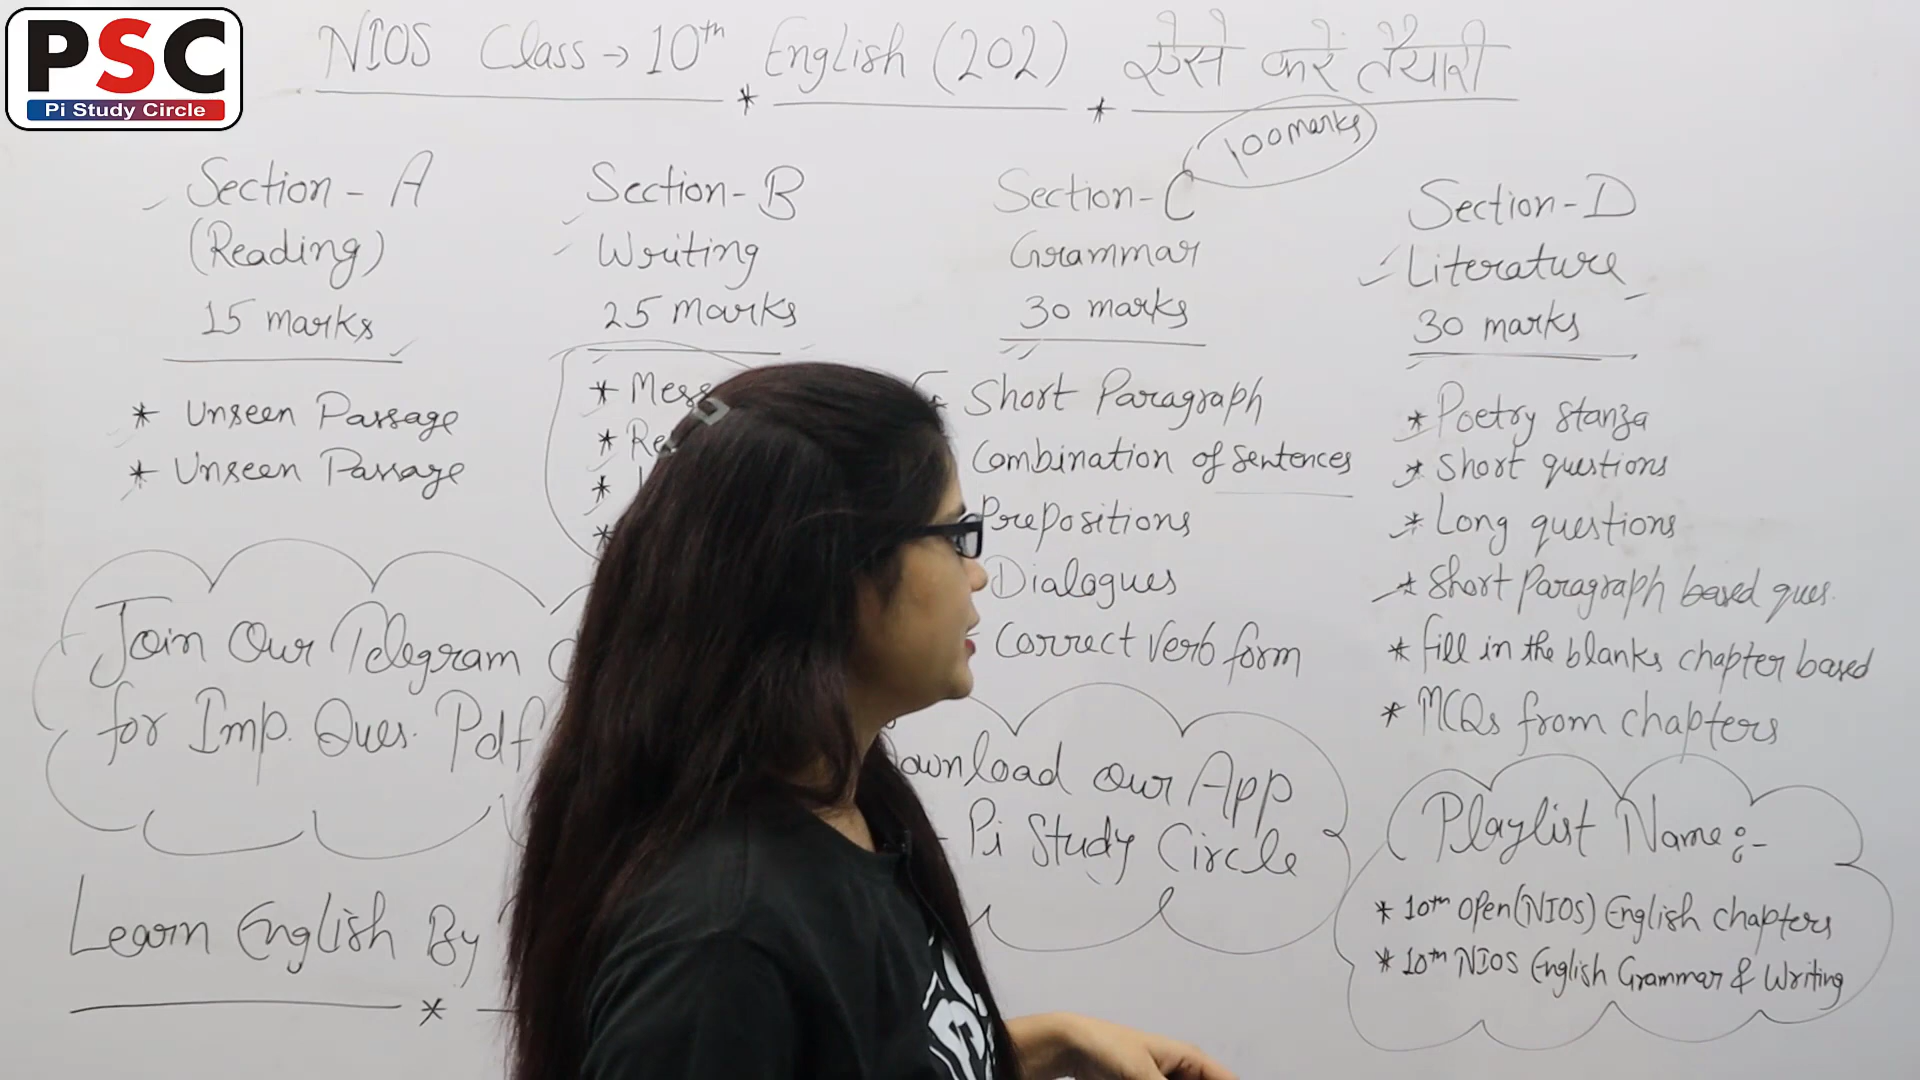 PSC
Pi Study Circle
NIOS Class → 10th English (202) ऐसे करें तैयारी
100 marks
Section - A
(Reading)
15 marks
* Unseen Passage
* Unseen Passage
Section - B
Writing
25 marks
* Mess
* Re
*
*
Section - C
Grammar
30 marks
Short Paragraph
Combination of sentences
Prepositions
Dialogues
Correct Verb form
Section - D
Literature
30 marks
* Poetry stanza
* Short questions
* Long questions
* Short Paragraph based ques.
* fill in the blanks chapter based
* MCQs from chapters
Join Our Telegram
for Imp. Ques. Pdf
ownload our App
- Pi Study Circle
Playlist Name :-
* 10th open(NIOS) English chapters
* 10th NIOS English Grammar & Writing
Learn English By